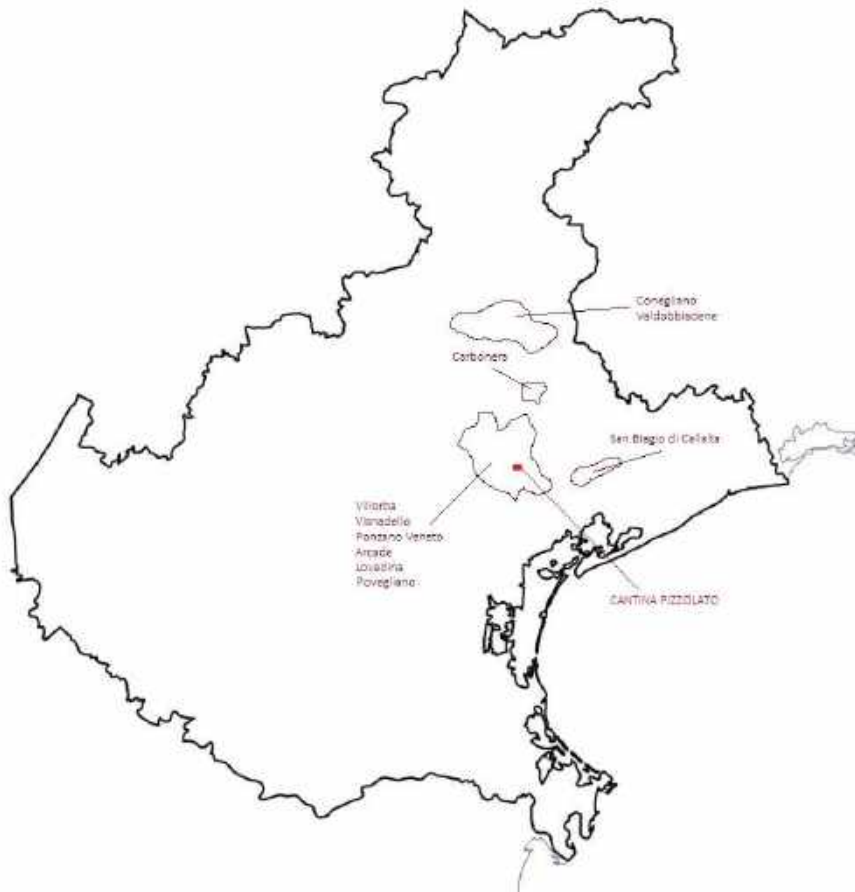 Conegliano
Valdobbiadene
Carbonera
San Biagio di Callalta
Villorba
Visnadello
Ponzano Veneto
Arcade
Lovadina
Povegliano
CANTINA PIZZOLATO